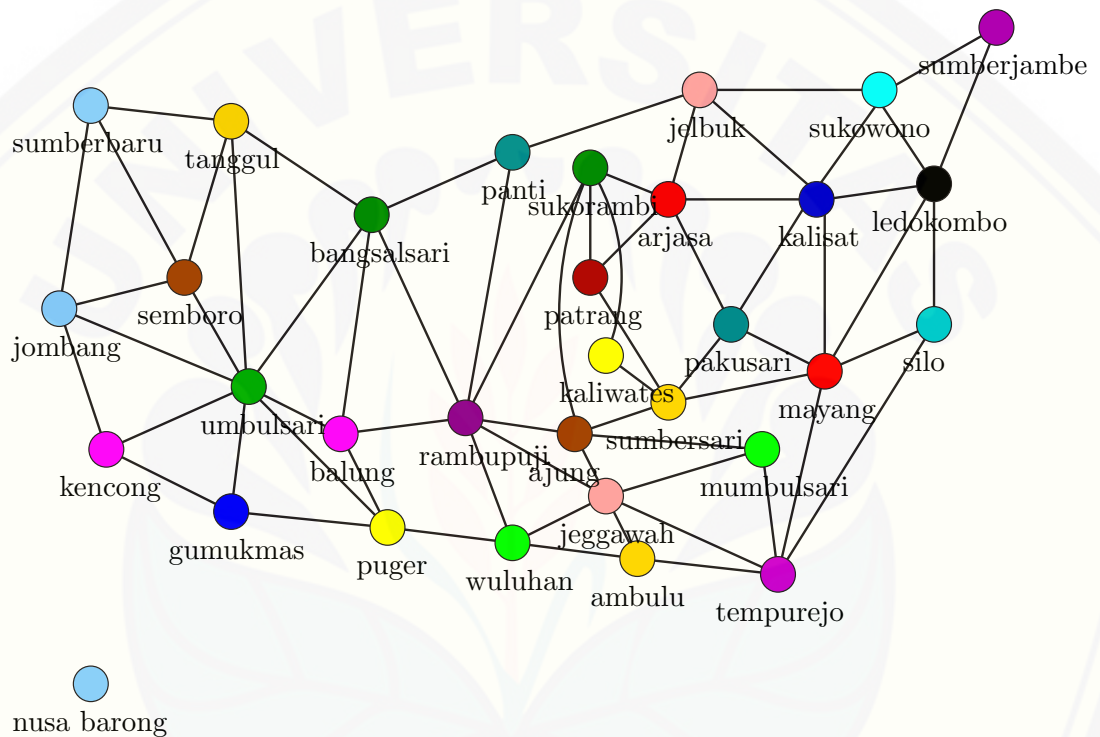 UNIVERSITAS
sumberjambe
sumberbaru
tanggul
jelbuk
sukowono
panti
sukorambi
arjasa
kalisat
ledokombo
bangsalsari
semboro
patrang
jombang
pakusari
silo
kaliwates
mayang
umbulsari
balung
rambupuji
ajung
sumbersari
kencong
mumbulsari
gumukmas
jeggawah
puger
wuluhan
ambulu
tempurejo
nusa barong